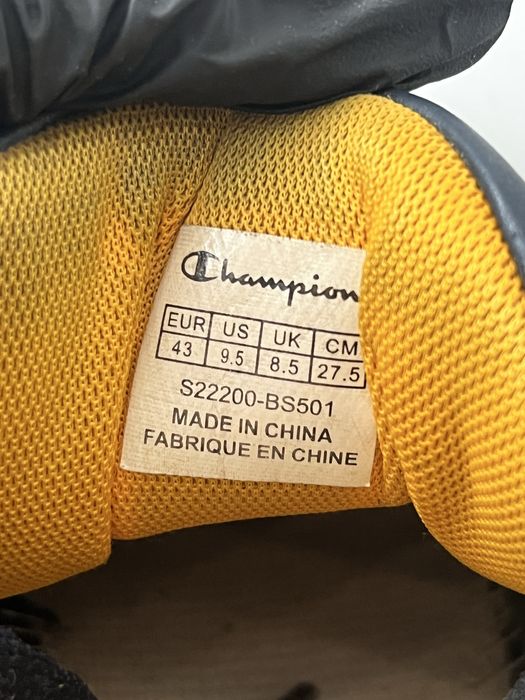 Champion
EUR US UK CM
43 9.5 8.5 27.5
S22200-BS501
MADE IN CHINA
FABRIQUE EN CHINE